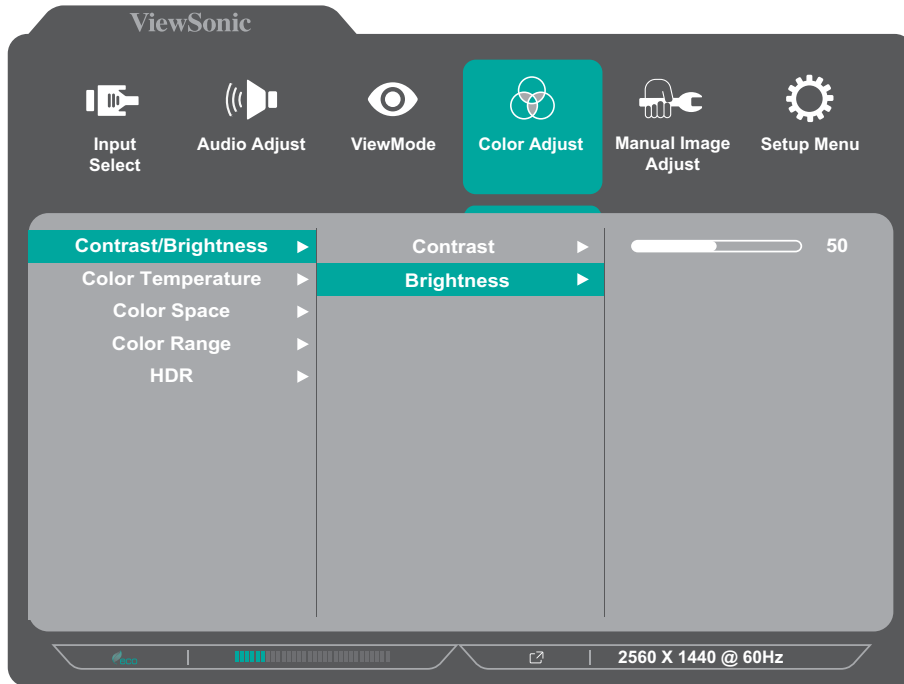 ViewSonic
Input Select
Audio Adjust
ViewMode
Color Adjust
Manual Image Adjust
Setup Menu
Contrast/Brightness
Contrast
50
Color Temperature
Brightness
Color Space
Color Range
HDR
eco
2560 X 1440 @ 60Hz